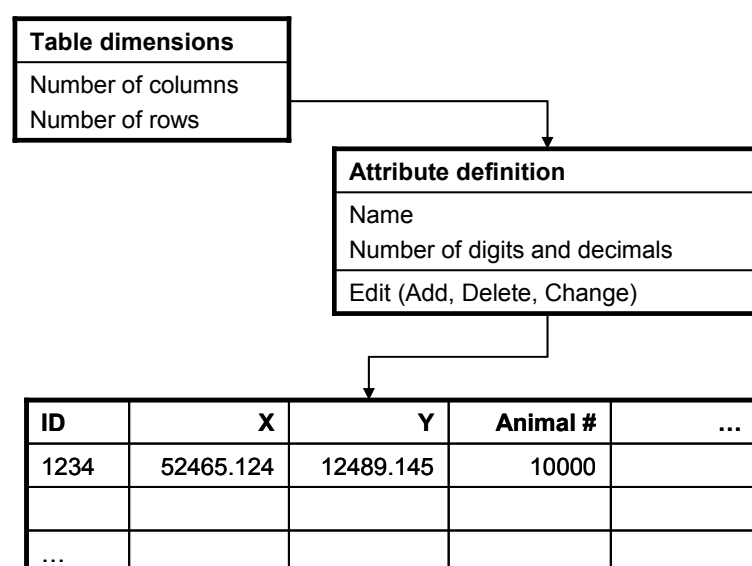 Table dimensions
Number of columns
Number of rows
Attribute definition
Name
Number of digits and decimals
Edit (Add, Delete, Change)
ID X Y Animal # ...
1234 52465.124 12489.145 10000
...